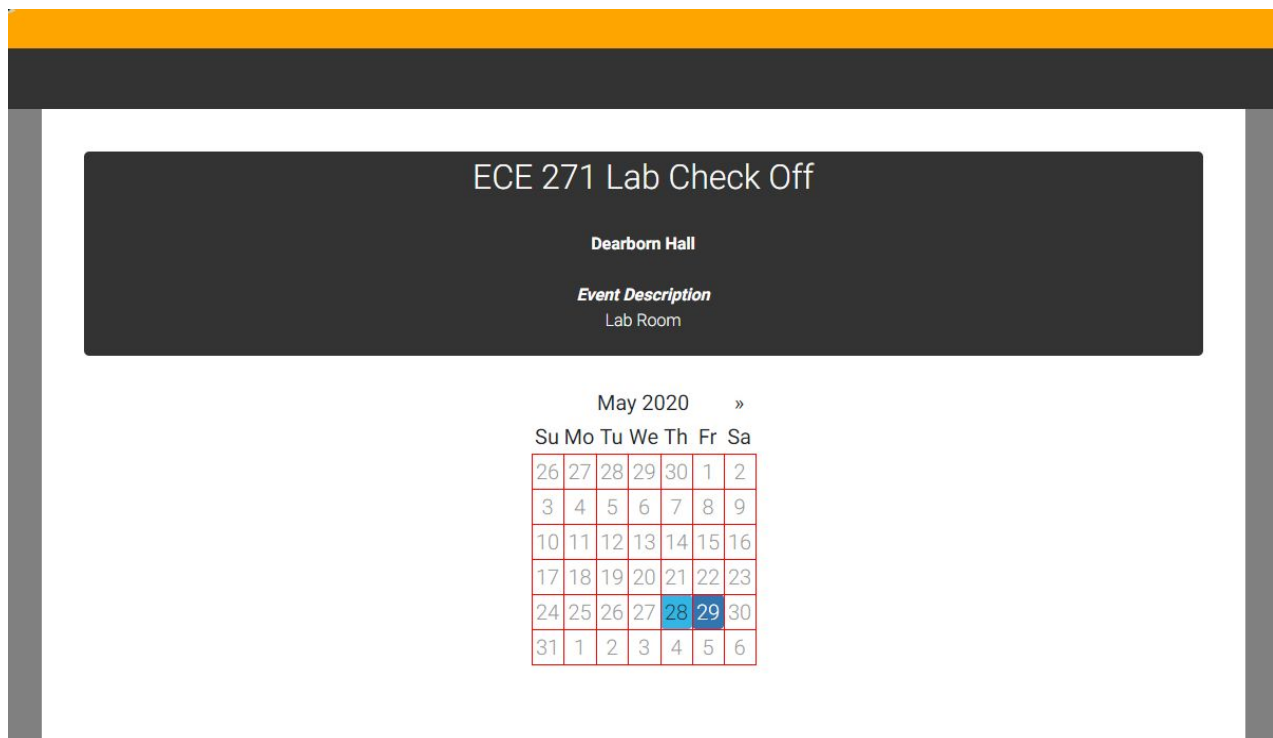 ECE 271 Lab Check Off
Dearborn Hall
Event Description
Lab Room
May 2020 »
Su Mo Tu We Th Fr Sa
26 27 28 29 30 1 2
3 4 5 6 7 8 9
10 11 12 13 14 15 16
17 18 19 20 21 22 23
24 25 26 27 28 29 30
31 1 2 3 4 5 6